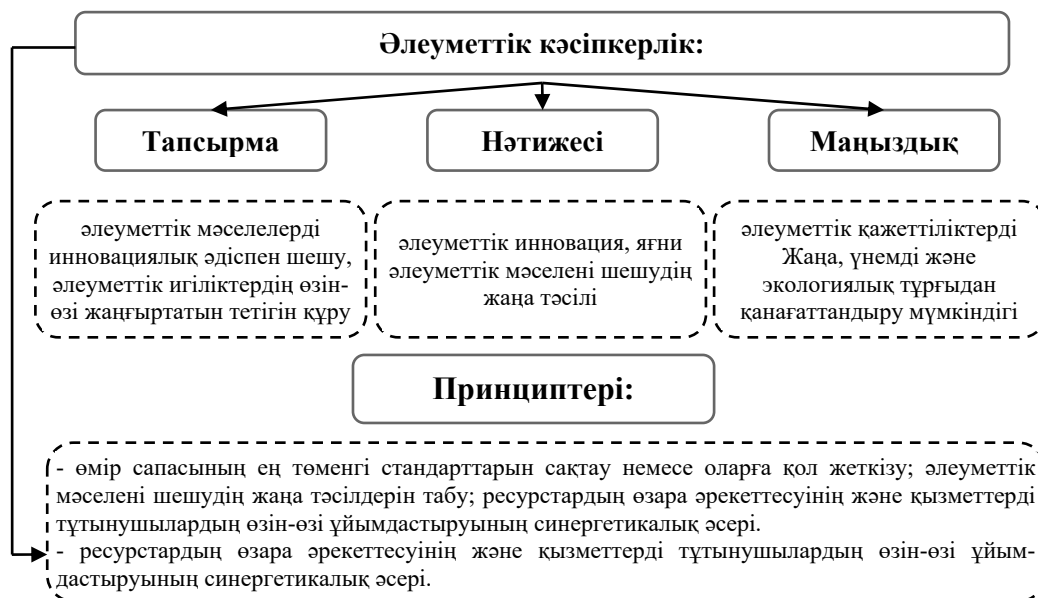 Әлеуметтік кәсіпкерлік:
Тапсырма
Нәтижесі
Маңыздық
әлеуметтік мәселелерді
инновациялық әдіспен шешу,
әлеуметтік игіліктердің өзін-
өзі жаңғыртатын тетігін құру
әлеуметтік инновация, яғни
әлеуметтік мәселені шешудің
жаңа тәсілі
әлеуметтік қажеттіліктерді
Жаңа, үнемді және
экологиялық тұрғыдан
қанағаттандыру мүмкіндігі
Принциптері:
- өмір сапасының ең төменгі стандарттарын сақтау немесе оларға қол жеткізу; әлеуметтік
мәселені шешудің жаңа тәсілдерін табу; ресурстардың өзара әрекеттесуінің және қызметтерді
тұтынушылардың өзін-өзі ұйымдастыруының синергетикалық әсері.
- ресурстардың өзара әрекеттесуінің және қызметтерді тұтынушылардың өзін-өзі ұйым-
дастыруының синергетикалық әсері.